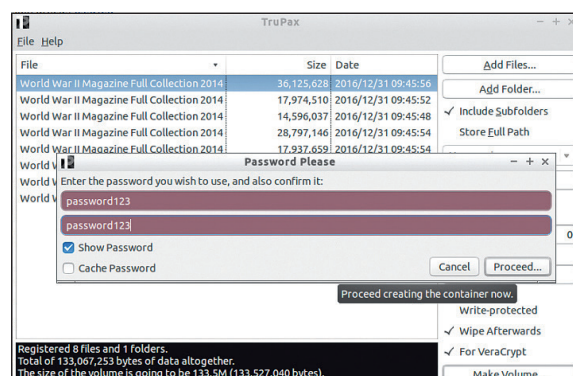 TruPax
File Help
File Size Date
World War II Magazine Full Collection 2014 36,125,628 2016/12/31 09:45:56
World War II Magazine Full Collection 2014 17,974,510 2016/12/31 09:45:52
World War II Magazine Full Collection 2014 14,596,037 2016/12/31 09:45:48
World War II Magazine Full Collection 2014 28,797,146 2016/12/31 09:45:54
World War II Magazine Full Collection 2014 17,937,659 2016/12/31 09:45:54
World
World
World
Add Files...
Add Folder...
Include Subfolders
Store Full Path
Password Please
Enter the password you wish to use, and also confirm it:
password123
password123
Show Password
Cache Password
Cancel Proceed...
Proceed creating the container now.
0
Write-protected
Wipe Afterwards
For VeraCrypt
Make Volume
Registered 8 files and 1 folders.
Total of 133,067,253 bytes of data altogether.
The size of the volume is going to be 133.5M (133,527,040 bytes).